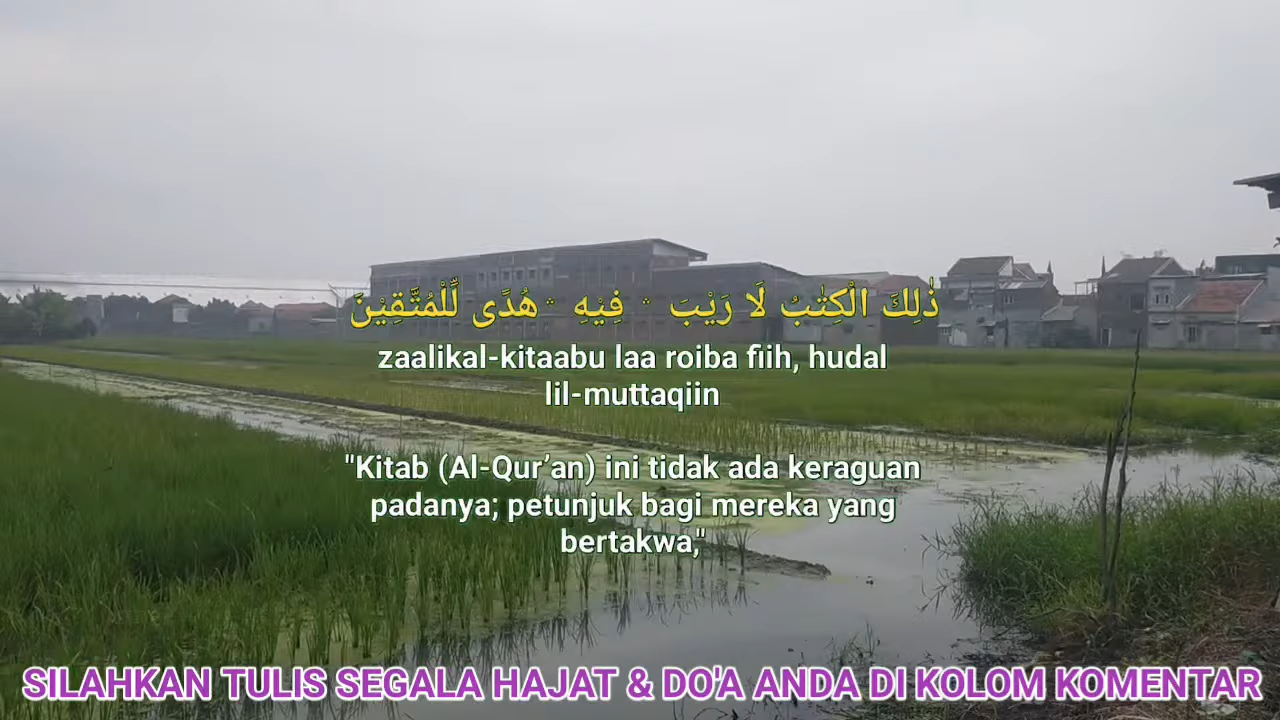 ذٰلِكَ الْكِتٰبُ لَا رَيْبَ ۛ فِيْهِ ۛ هُدًى لِّلْمُتَّقِيْنَ
zaalikal-kitaabu laa roiba fiih, hudal
lil-muttaqiin
"Kitab (Al-Qur’an) ini tidak ada keraguan
padanya; petunjuk bagi mereka yang
bertakwa,"
SILAHKAN TULIS SEGALA HAJAT & DO'A ANDA DI KOLOM KOMENTAR